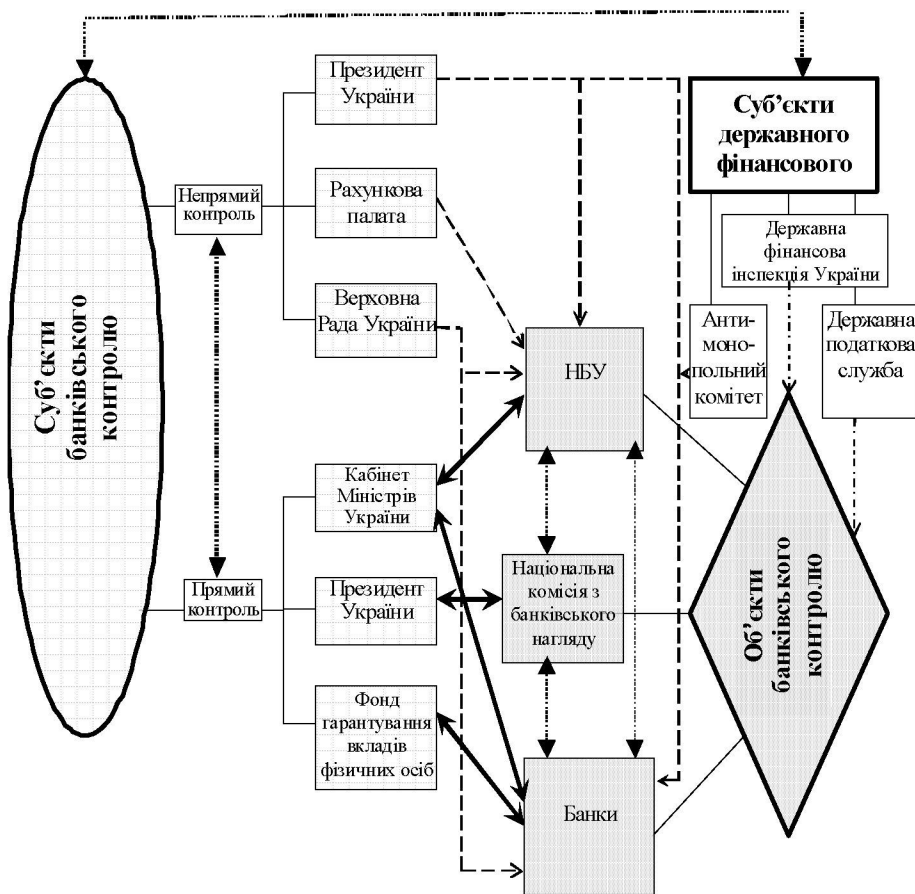 Президент
України
Суб’єкти
державного
фінансового
Непрямий
контроль
Рахункова
палата
Державна
фінансова
інспекція України
Верховна
Рада України
Анти-
моно-
польний
комітет
Державна
податкова
служба
Суб’єкти
банківського
контролю
НБУ
Кабінет
Міністрів
України
Прямий
контроль
Президент
України
Національна
комісія з
банківського
нагляду
Об’єкти
банківського
контролю
Фонд
гарантування
вкладів
фізичних осіб
Банки